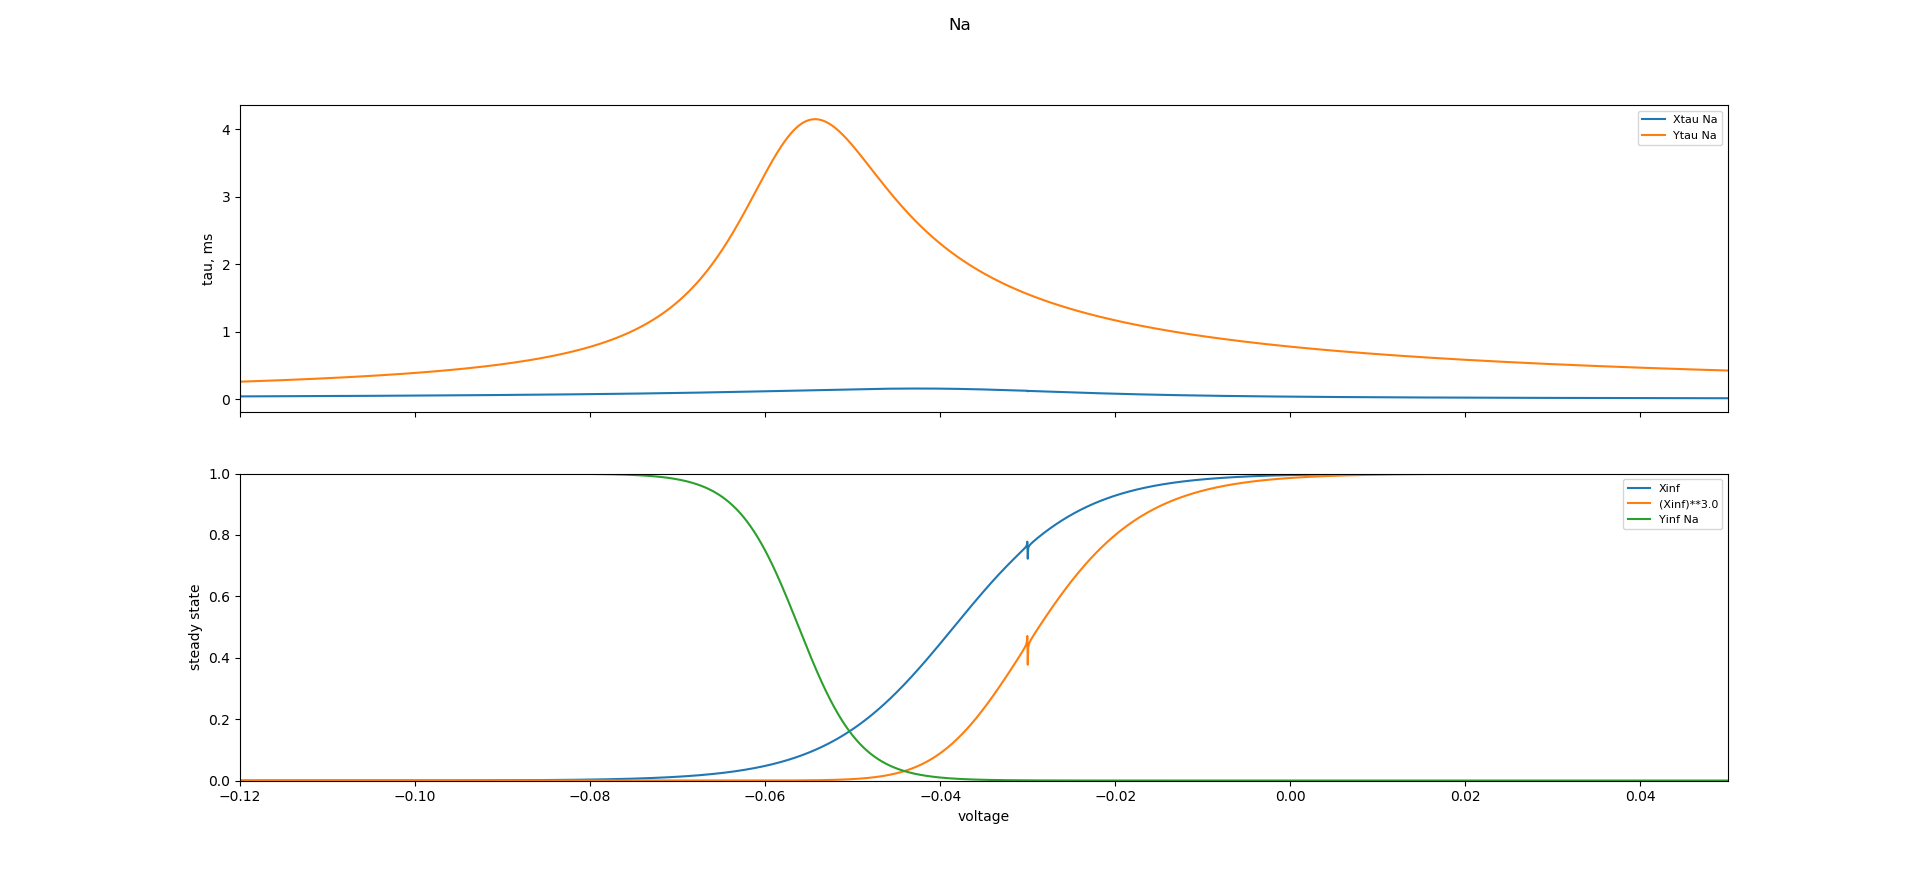 Na
4
3
2
1
0
tau, ms
Xtau Na
Ytau Na
1.0
0.8
0.6
0.4
0.2
0.0
steady state
Xinf
(Xinf)**3.0
Yinf Na
−0.12 −0.10 −0.08 −0.06 −0.04 −0.02 0.00 0.02 0.04
voltage